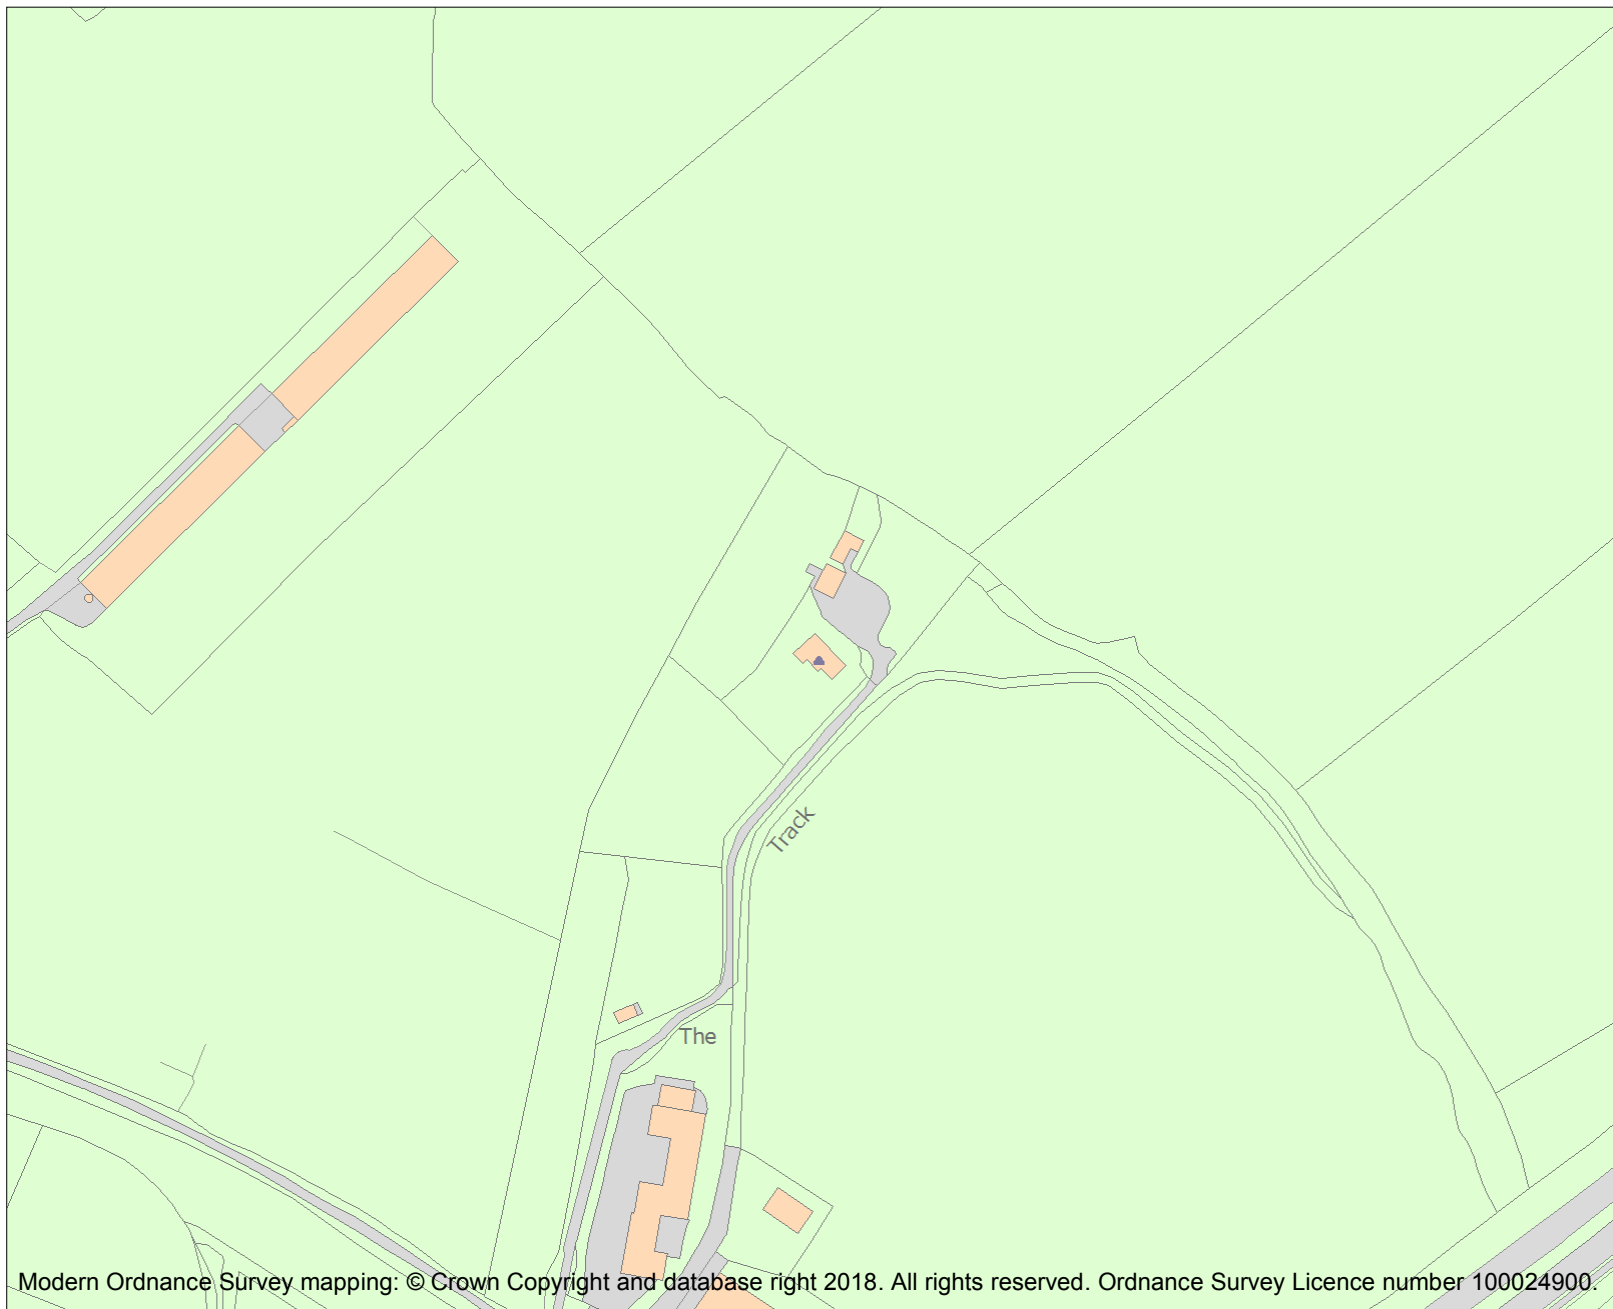 Track
The
Modern Ordnance Survey mapping: © Crown Copyright and database right 2018. All rights reserved. Ordnance Survey Licence number 100024900.